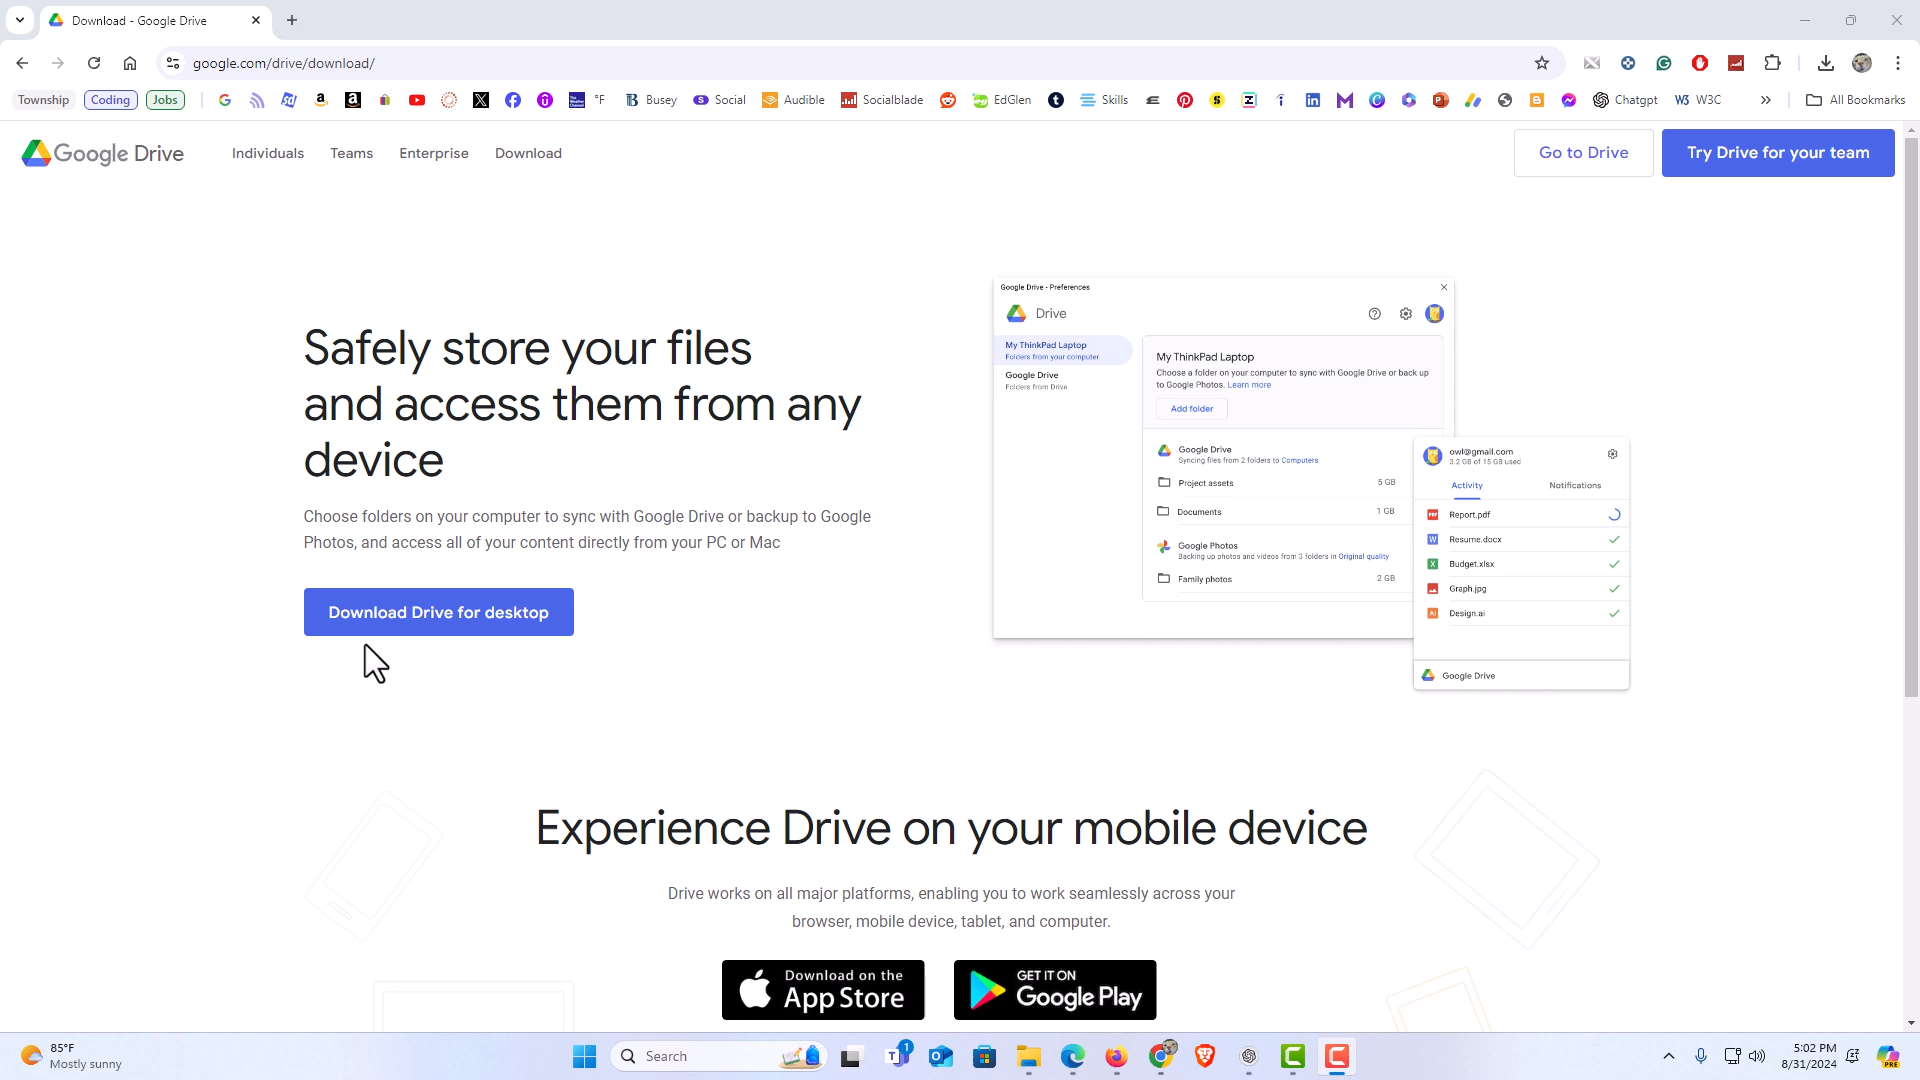 Download - Google Drive
google.com/drive/download/
Township
Coding
Jobs
°F
Busey
Social
Audible
Socialblade
EdGlen
Skills
Chatgpt
W3C
All Bookmarks
Google Drive
Individuals
Teams
Enterprise
Download
Go to Drive
Try Drive for your team
Safely store your files
and access them from any
device
Choose folders on your computer to sync with Google Drive or backup to Google
Photos, and access all of your content directly from your PC or Mac
Download Drive for desktop
Google Drive - Preferences
Drive
My ThinkPad Laptop
Folders from your computer
Google Drive
Folders from Drive
My ThinkPad Laptop
Choose a folder on your computer to sync with Google Drive or back up
to Google Photos. Learn more
Add folder
Google Drive
Syncing files from 2 folders to Computers
Project assets 5 GB
Documents 1 GB
Google Photos
Backing up photos and videos from 3 folders in Original quality
Family photos 2 GB
owl@gmail.com
3.2 GB of 15 GB used
Activity
Notifications
Report.pdf
Resume.docx
Budget.xlsx
Graph.jpg
Design.ai
Google Drive
Experience Drive on your mobile device
Drive works on all major platforms, enabling you to work seamlessly across your
browser, mobile device, tablet, and computer.
Download on the
App Store
GET IT ON
Google Play
85°F
Mostly sunny
Search
1
5:02 PM
8/31/2024